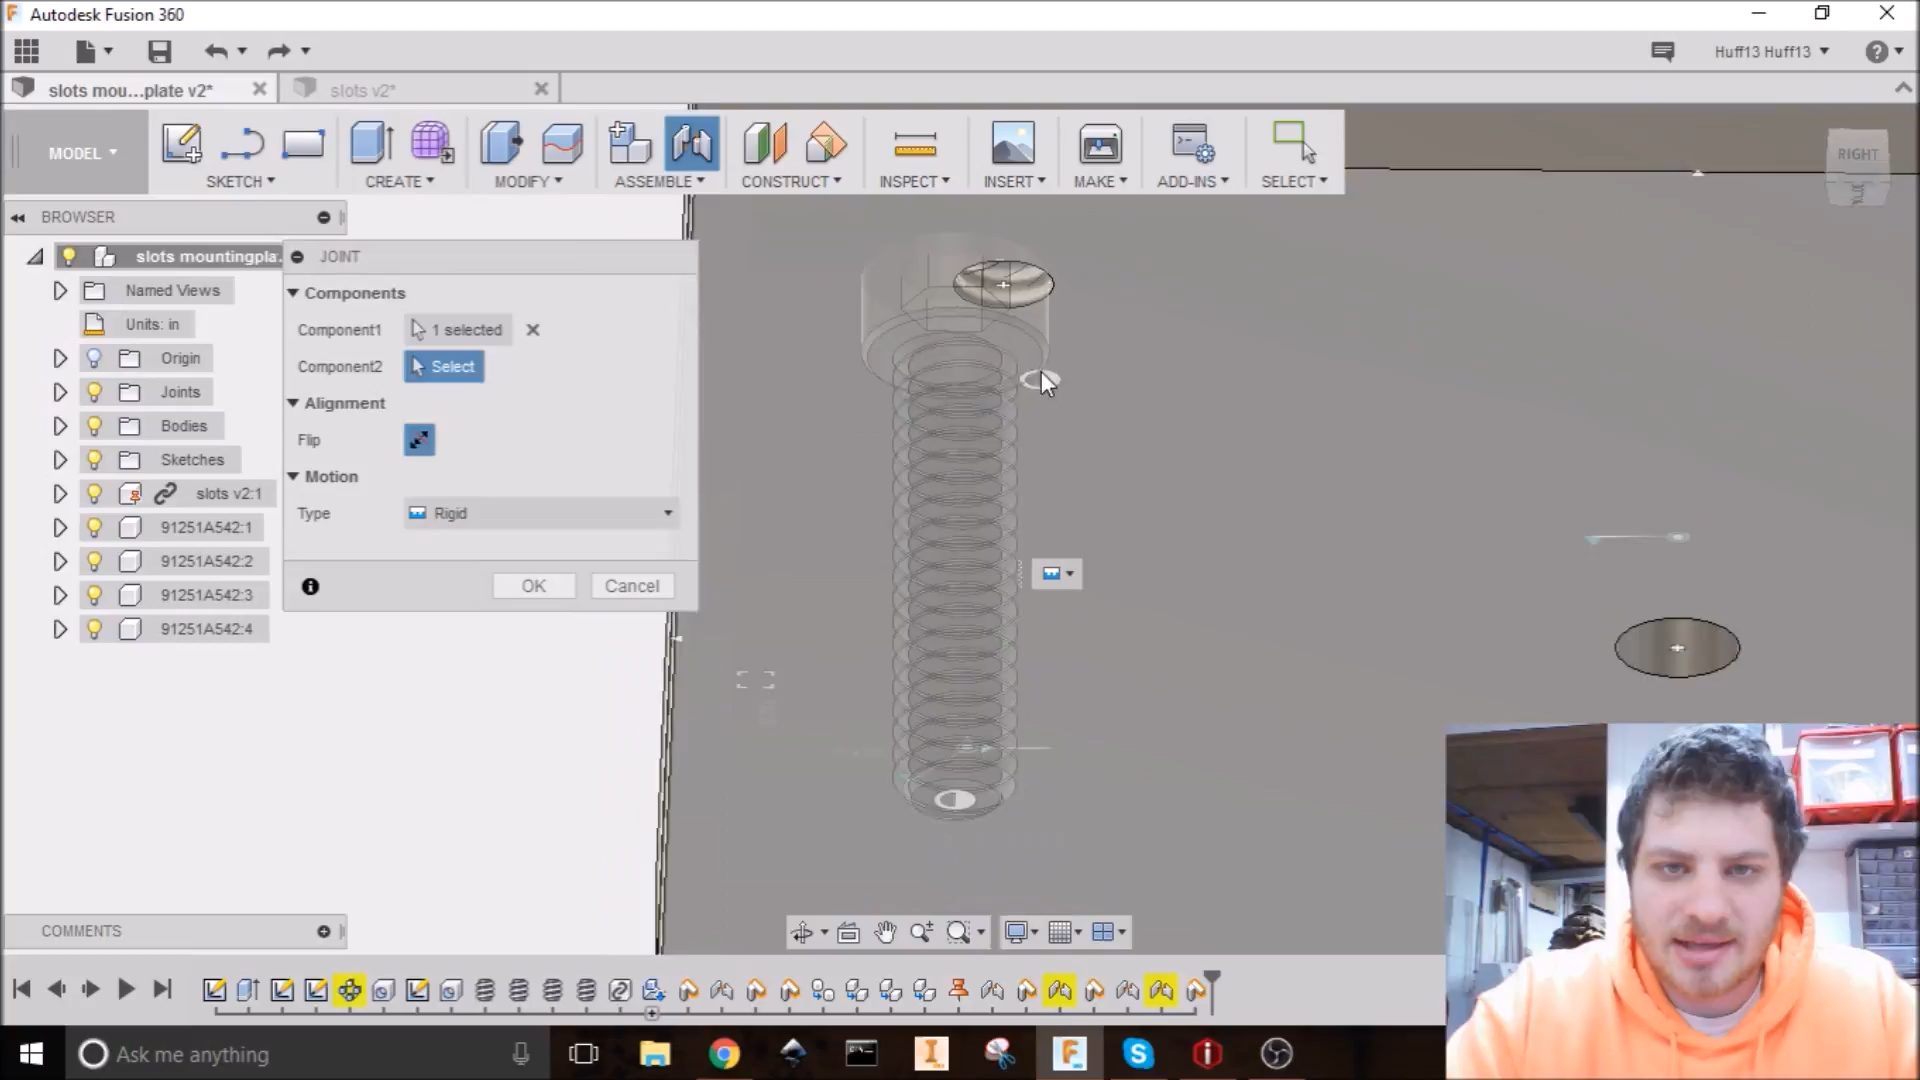 Autodesk Fusion 360
Huff13 Huff13
slots mou...plate v2*
slots v2*
MODEL
SKETCH
CREATE
MODIFY
ASSEMBLE
CONSTRUCT
INSPECT
INSERT
MAKE
ADD-INS
SELECT
RIGHT
BROWSER
slots mountingpla
Named Views
Units: in
Origin
Joints
Bodies
Sketches
slots v2:1
91251A542:1
91251A542:2
91251A542:3
91251A542:4
JOINT
Components
Component1
1 selected
Component2
Select
Alignment
Flip
Motion
Type
Rigid
OK
Cancel
COMMENTS
Ask me anything